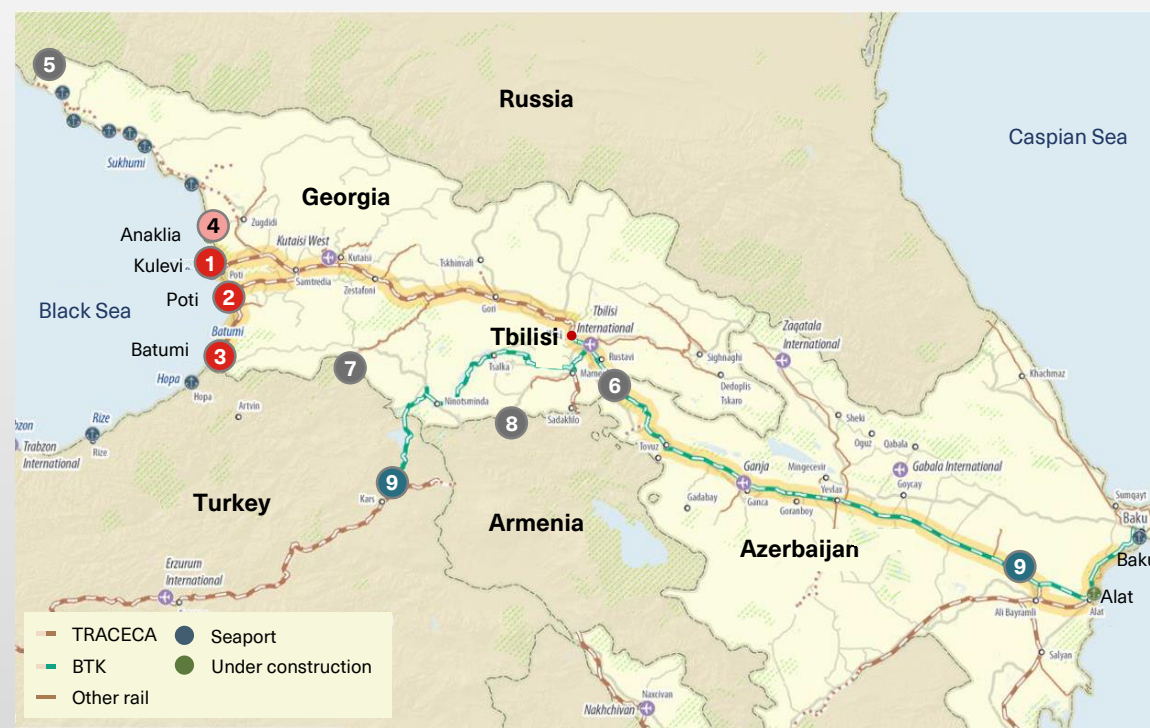 5
Russia
Caspian Sea
Sukhumi
Georgia
4
Anaklia
Zugdidi
Kutaisi West
Kutaisi
Kulevi
1
Poti
Samtredia
Zestafoni
Tskhinvali
Gori
Poti
2
Black Sea
Batumi
Tbilisi
Tbilisi
International
Zaqatala
International
Batumi
3
Rustavi
Sighnaghi
Khachmaz
Hopa
Hopa
7
Tsalka
6
Dedoplis
Tskaro
Artvin
Ninotsminda
Sadakhlo
8
Sheki
Rize
Rize
Trabzon
International
Tovuz
Oguz
Qabala
Ganja
Mingecevir
Gabala International
Goycay
9
Kars
Turkey
Gadabay
Ganca
Goranboy
Yevlax
Sumqayt
Baku
Armenia
Azerbaijan
Erzurum
International
9
Alat
Ali Bayramli
Alat
TRACECA
Seaport
BTK
Under construction
Other rail
Salyan
Naxcivan
Nakhchivan